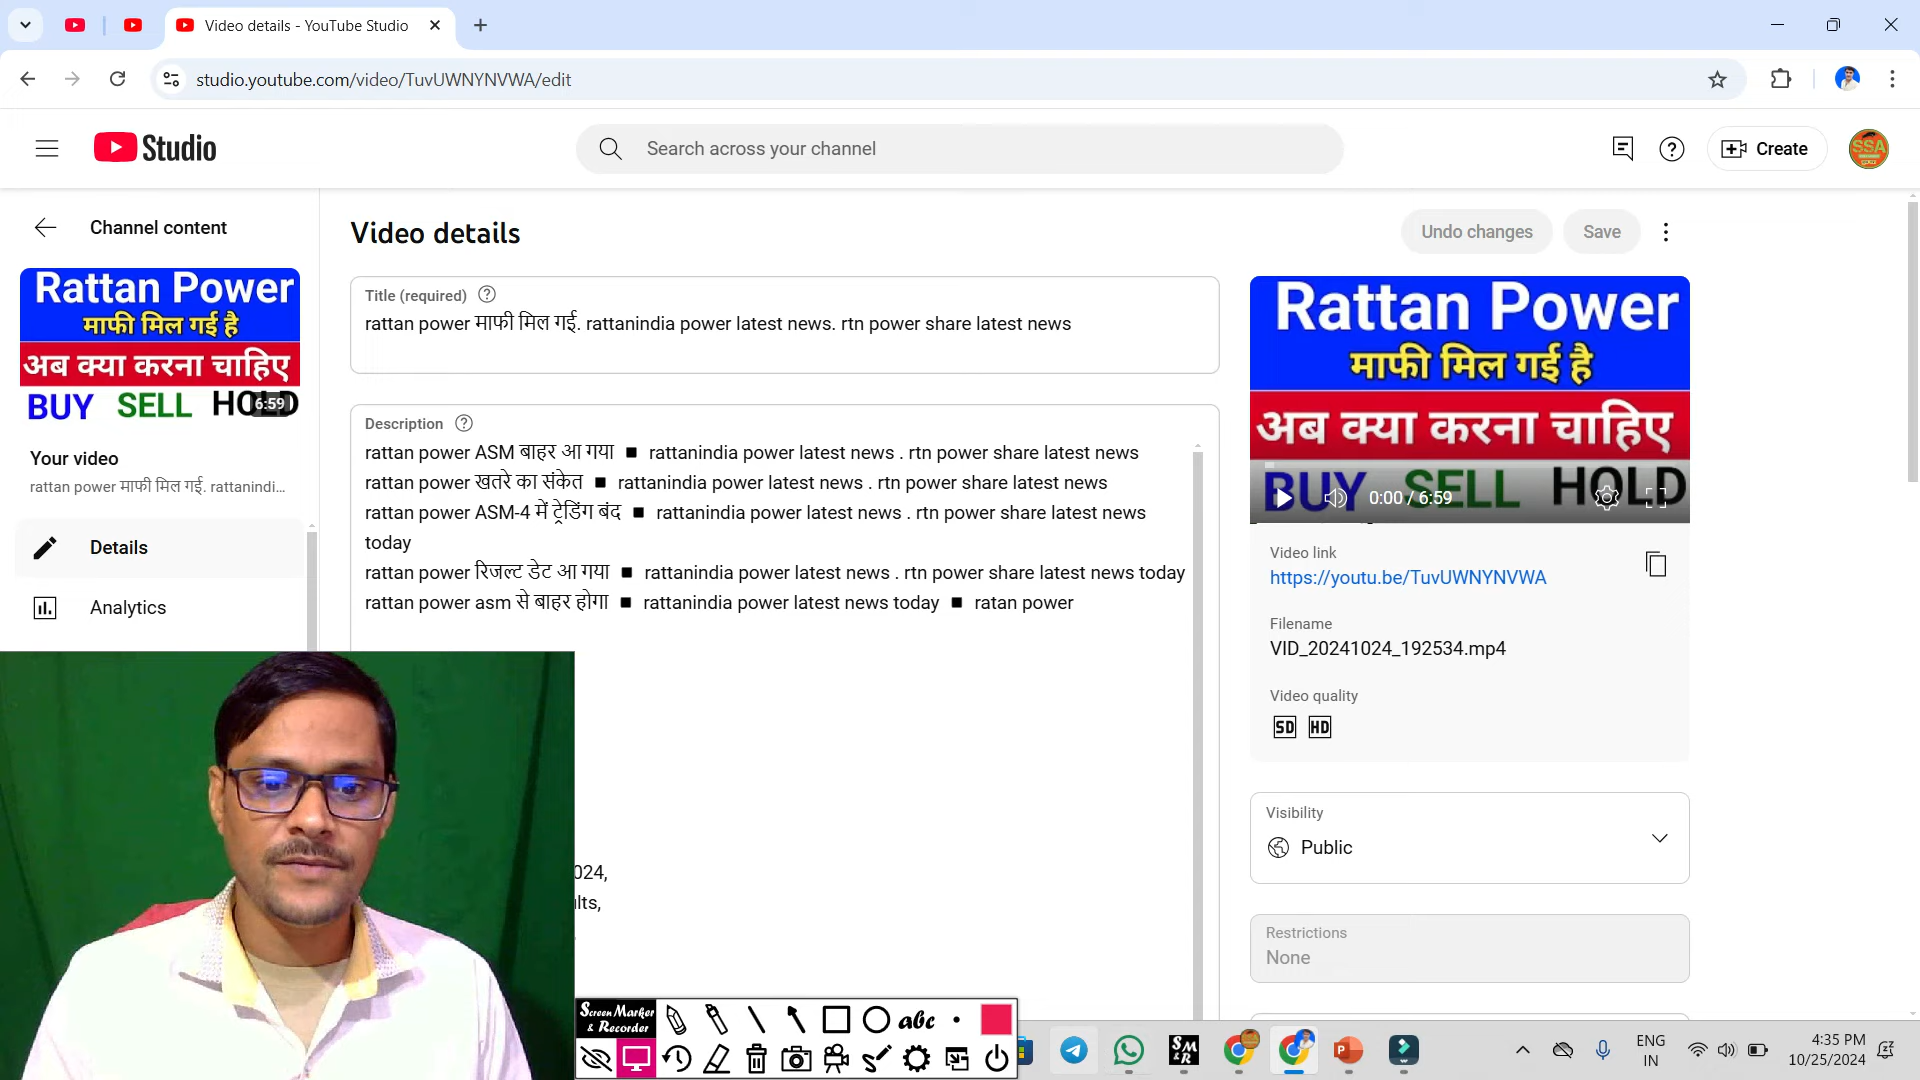 Video details - YouTube Studio
studio.youtube.com/video/TuvUWNYNVWA/edit
Studio
Search across your channel
Create
SSA
Channel content
Video details
Undo changes
Save
Rattan Power
माफी मिल गई है
अब क्या करना चाहिए
BUY SELL HOLD
6:59
Title (required)
rattan power माफी मिल गई. rattanindia power latest news. rtn power share latest news
Rattan Power
माफी मिल गई है
अब क्या करना चाहिए
BUY SELL HOLD
0:00 / 6:59
Your video
rattan power माफी मिल गई. rattanindi...
Details
Analytics
Description
rattan power ASM बाहर आ गया ■ rattanindia power latest news . rtn power share latest news
rattan power खतरे का संकेत ■ rattanindia power latest news . rtn power share latest news
rattan power ASM-4 में ट्रेडिंग बंद ■ rattanindia power latest news . rtn power share latest news
today
rattan power रिजल्ट डेट आ गया ■ rattanindia power latest news . rtn power share latest news today
rattan power asm से बाहर होगा ■ rattanindia power latest news today ■ ratan power
024,
lts,
Video link
https://youtu.be/TuvUWNYNVWA
Filename
VID_20241024_192534.mp4
Video quality
SD HD
Visibility
Public
Restrictions
None
Screen Marker
& Recorder
abc
SM
&R
ENG
IN
4:35 PM
10/25/2024